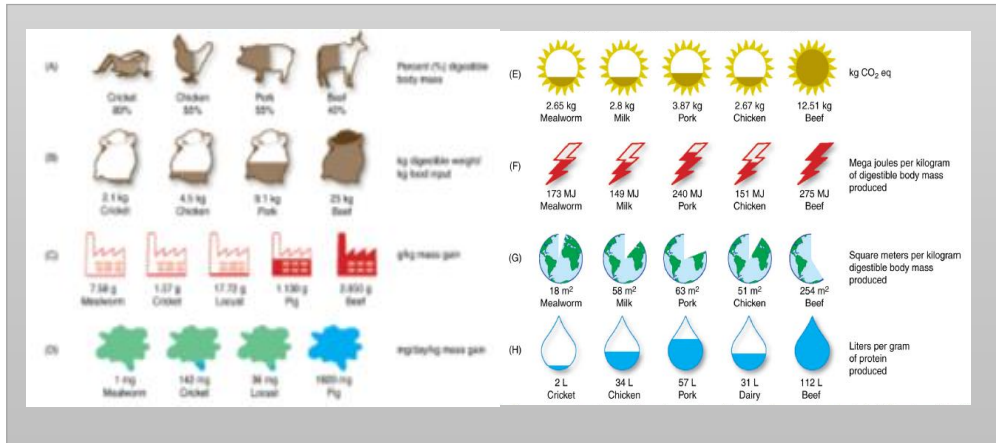 (A)
Cricket Chicken Pork Beef
80% 55% 55% 40%
Percent (%) digestible
body mass
(B)
2.1 kg 4.5 kg 9.1 kg 25 kg
Cricket Chicken Pork Beef
kg digestible weight/
kg food input
(C)
7.58 g 1.57 g 17.72 g 1.130 g 2.850 g
Mealworm Cricket Locust Pig Beef
g/kg mass gain
(D)
1 mg 142 mg 36 mg
Mealworm Cricket Locust Pig
mg/day/kg mass gain
(E)
2.65 kg 2.8 kg 3.87 kg 2.67 kg 12.51 kg
Mealworm Milk Pork Chicken Beef
kg CO₂ eq
(F)
173 MJ 149 MJ 240 MJ 151 MJ 275 MJ
Mealworm Milk Pork Chicken Beef
Mega joules per kilogram
of digestible body mass
produced
(G)
18 m² 58 m² 63 m² 51 m² 254 m²
Mealworm Milk Pork Chicken Beef
Square meters per kilogram
digestible body mass
produced
(H)
2 L 34 L 57 L 31 L 112 L
Cricket Chicken Pork Dairy Beef
Liters per gram
of protein
produced